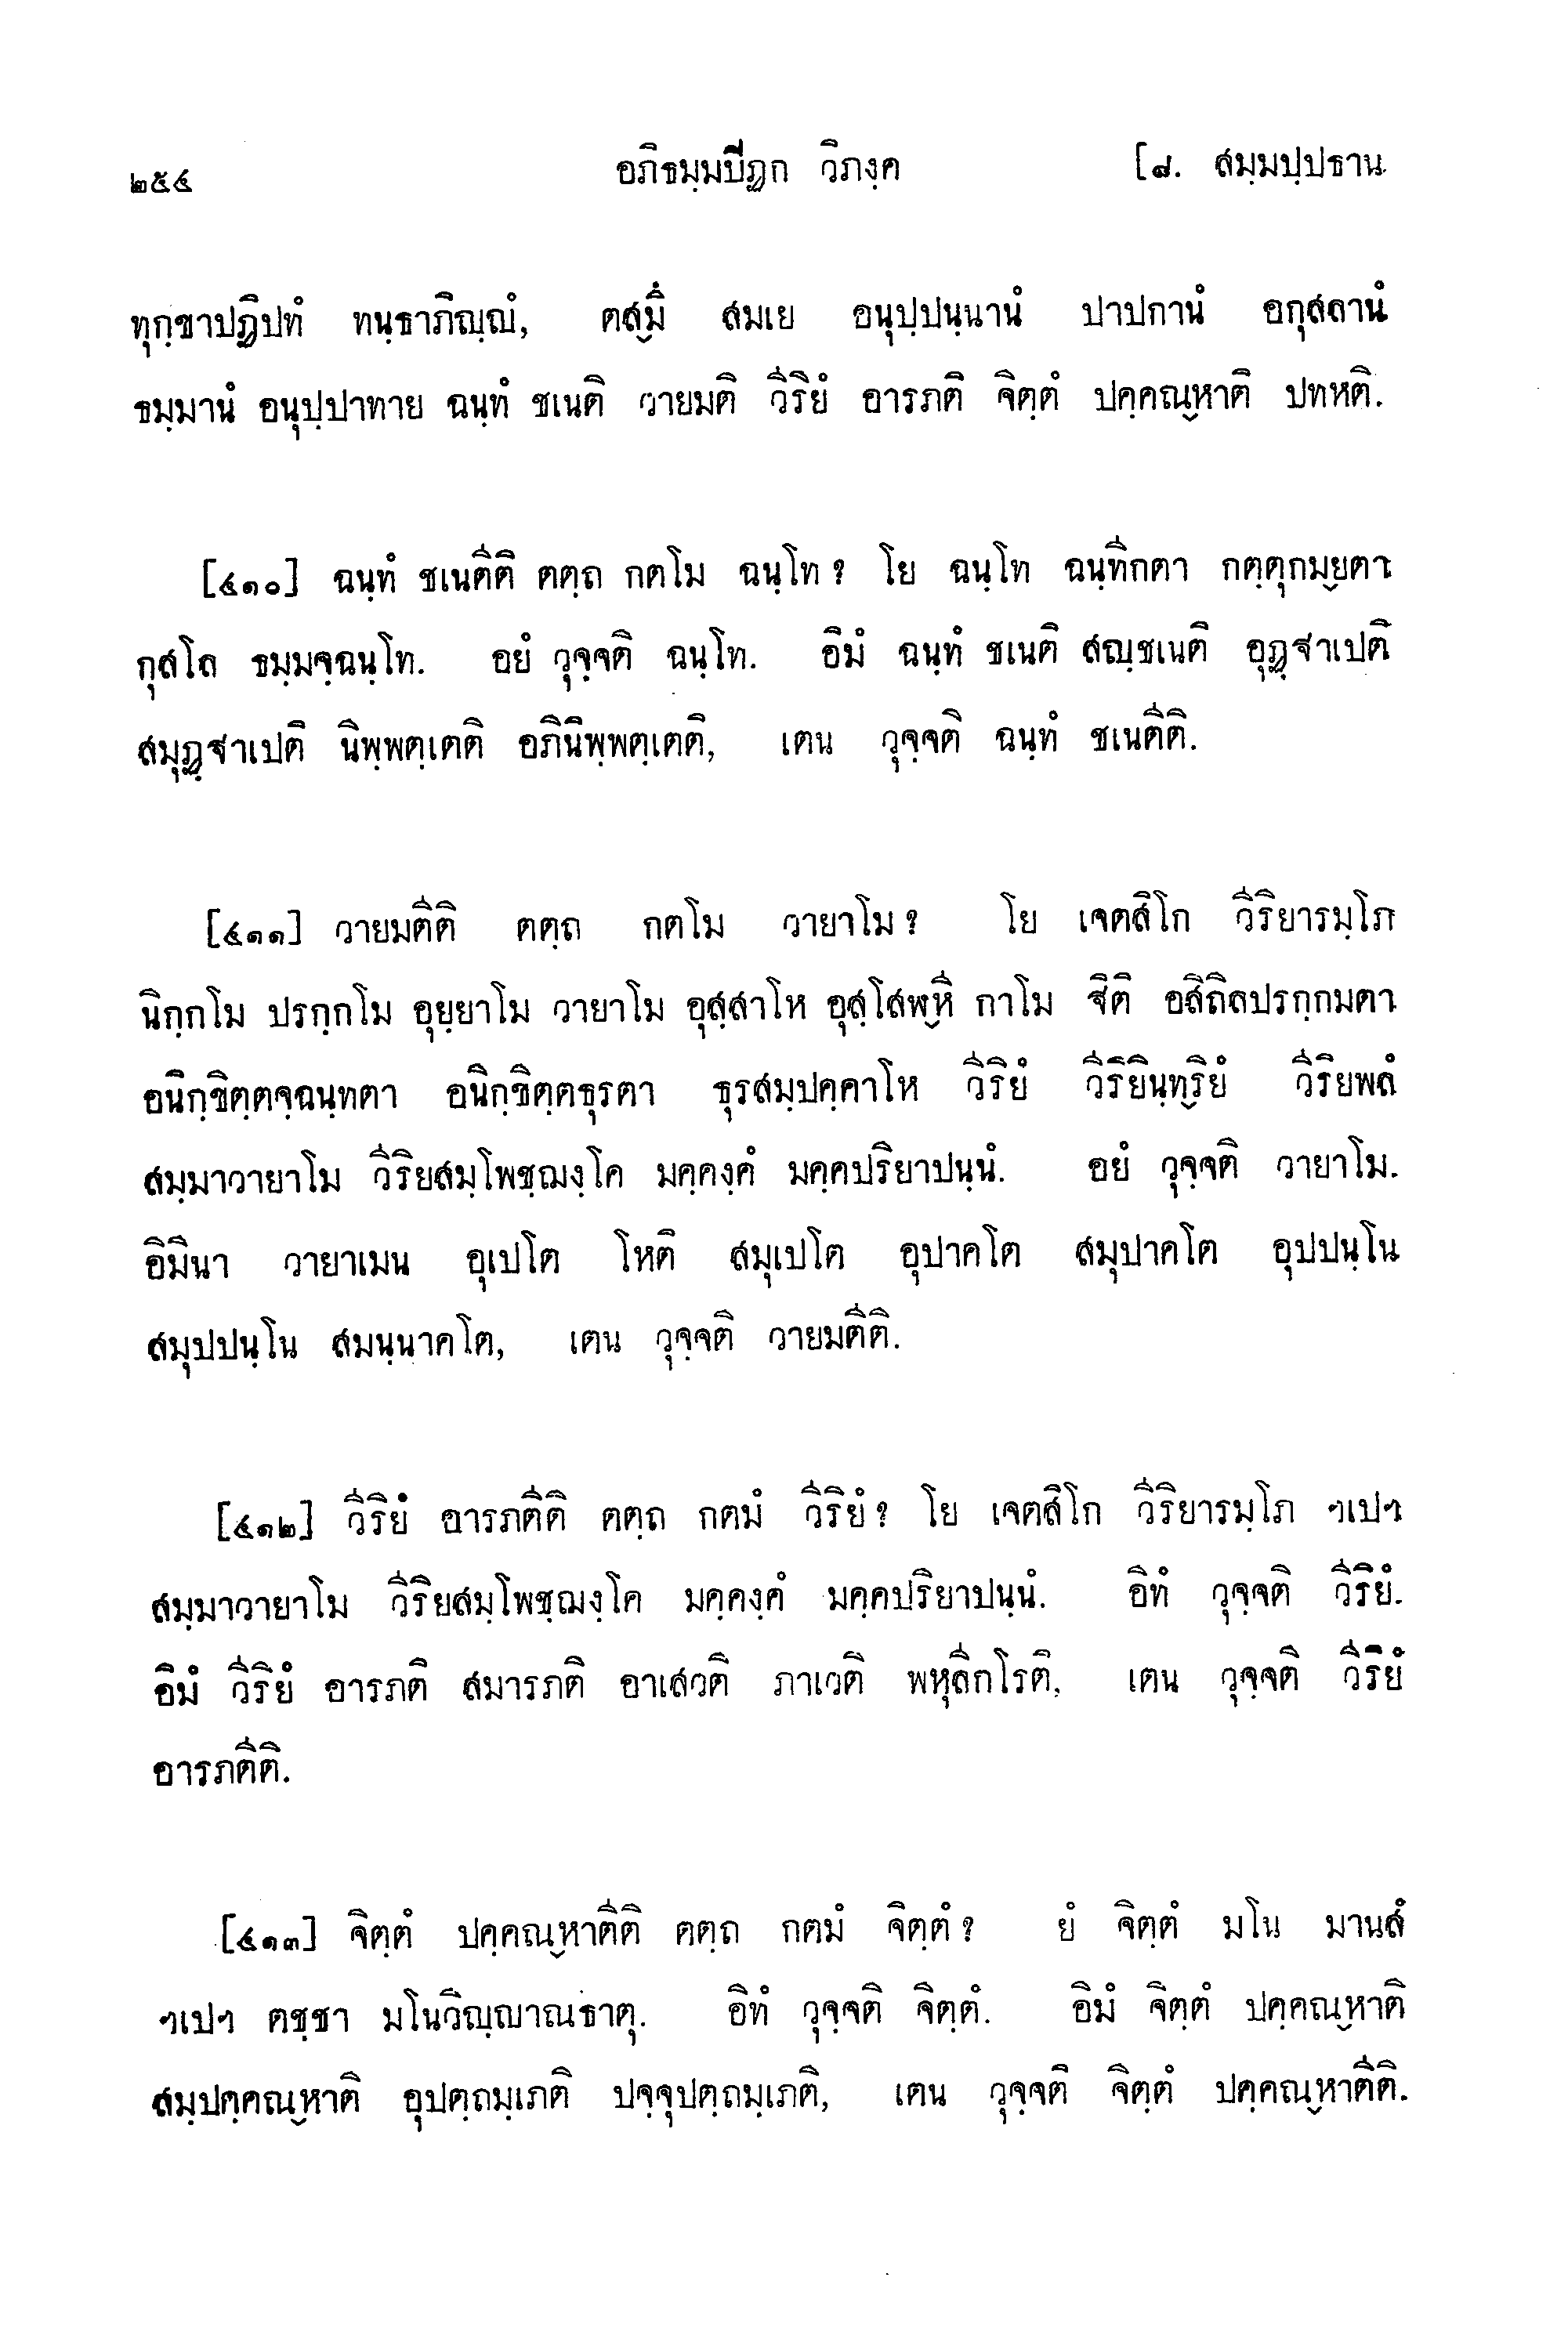 ๒๕๔ อภิธมฺมปิฏก วิภงฺค [๘. สมฺมปฺปธาน
ทุกฺขาปฏิปทํ ทนฺธาภิญฺญํ, ตสฺมึ สมเย อนุปฺปนฺนานํ ปาปกานํ อกุสลานํ
ธมฺมานํ อนุปฺปาทาย ฉนฺทํ ชเนติ วายมติ วีริยํ อารภติ จิตฺตํ ปคฺคณฺหาติ ปทหติ.
[๔๑๐] ฉนฺทํ ชเนตีติ ตตฺถ กตโม ฉนฺโท? โย ฉนฺโท ฉนฺทิกตา กตฺตุกมฺยตา
กุสโล ธมฺมจฺฉนฺโท. อยํ วุจฺจติ ฉนฺโท. อิมํ ฉนฺทํ ชเนติ สญฺชเนติ อุฏฺฐาเปติ
สมุฏฺฐาเปติ นิพฺพตฺเตติ อภินิพฺพตฺเตติ, เตน วุจฺจติ ฉนฺทํ ชเนตีติ.
[๔๑๑] วายมตีติ ตตฺถ กตโม วายาโม? โย เจตสิโก วีริยารมฺโภ
นิกฺกโม ปรกฺกโม อุยฺยาโม วายาโม อุสฺสาโห อุสฺโสฬฺหี ถาโม ฐิติ อสิถิลปรกฺกมตา
อนิกฺขิตฺตจฺฉนฺทตา อนิกฺขิตฺตธุรตา ธุรสมฺปคฺคาโห วีริยํ วีริยินฺทฺริยํ วีริยพลํ
สมฺมาวายาโม วีริยสมฺโพชฺฌงฺโค มคฺคงฺคํ มคฺคปริยาปนฺนํ. อยํ วุจฺจติ วายาโม.
อิมินา วายาเมน อุเปโต โหติ สมุเปโต อุปาคโต สมุปาคโต อุปปนฺโน
สมุปปนฺโน สมนฺนาคโต, เตน วุจฺจติ วายมตีติ.
[๔๑๒] วีริยํ อารภตีติ ตตฺถ กตมํ วีริยํ? โย เจตสิโก วีริยารมฺโภ ฯเปฯ
สมฺมาวายาโม วีริยสมฺโพชฺฌงฺโค มคฺคงฺคํ มคฺคปริยาปนฺนํ. อิทํ วุจฺจติ วีริยํ.
อิมํ วีริยํ อารภติ สมารภติ อาเสวติ ภาเวติ พหุลีกโรติ, เตน วุจฺจติ วีริยํ
อารภตีติ.
[๔๑๓] จิตฺตํ ปคฺคณฺหาตีติ ตตฺถ กตมํ จิตฺตํ? ยํ จิตฺตํ มโน มานสํ
ฯเปฯ ตชฺชา มโนวิญฺญาณธาตุ. อิทํ วุจฺจติ จิตฺตํ. อิมํ จิตฺตํ ปคฺคณฺหาติ
สมฺปคฺคณฺหาติ อุปตฺถมฺเภติ ปจฺจุปตฺถมฺเภติ, เตน วุจฺจติ จิตฺตํ ปคฺคณฺหาตีติ.